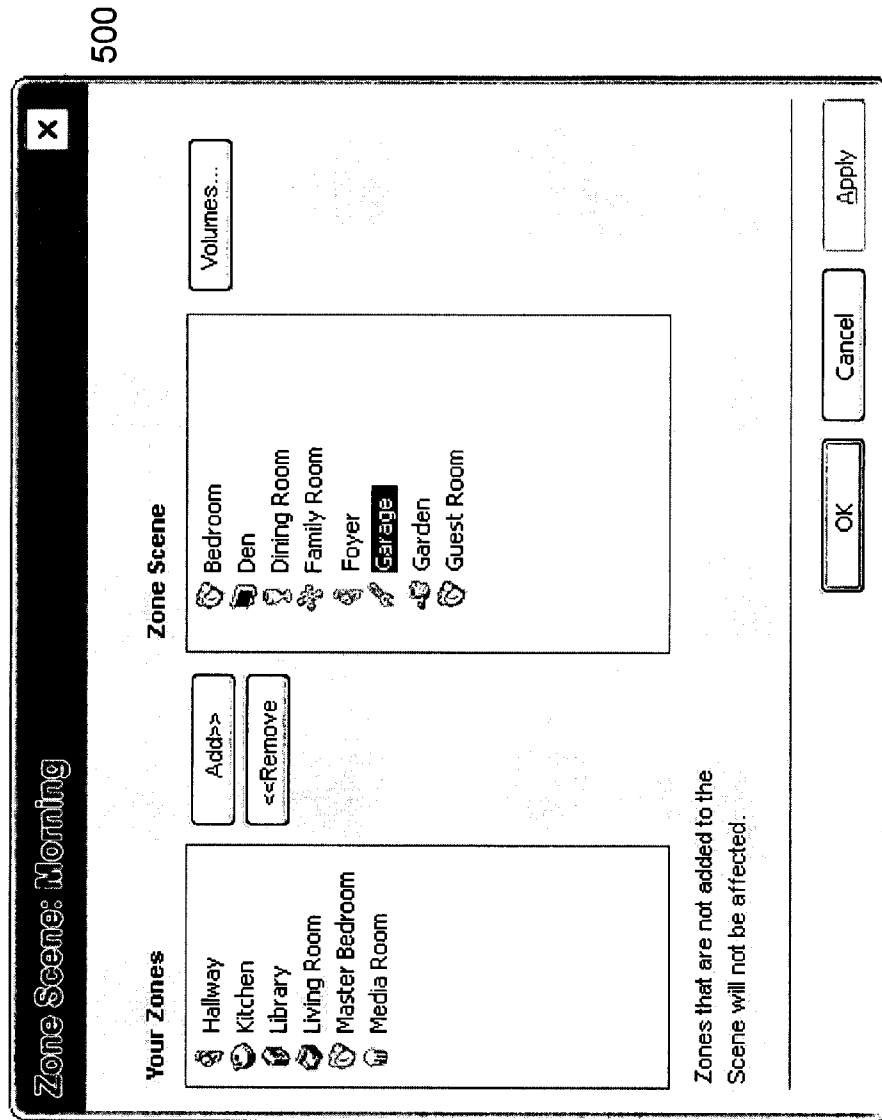 500
Zone Scene: Morning
Your Zones
Hallway
Kitchen
Library
Living Room
Master Bedroom
Media Room
Add>>
<<Remove
Zone Scene
Bedroom
Den
Dining Room
Family Room
Foyer
Garage
Garden
Guest Room
Volumes...
Zones that are not added to the
Scene will not be affected.
OK
Cancel
Apply